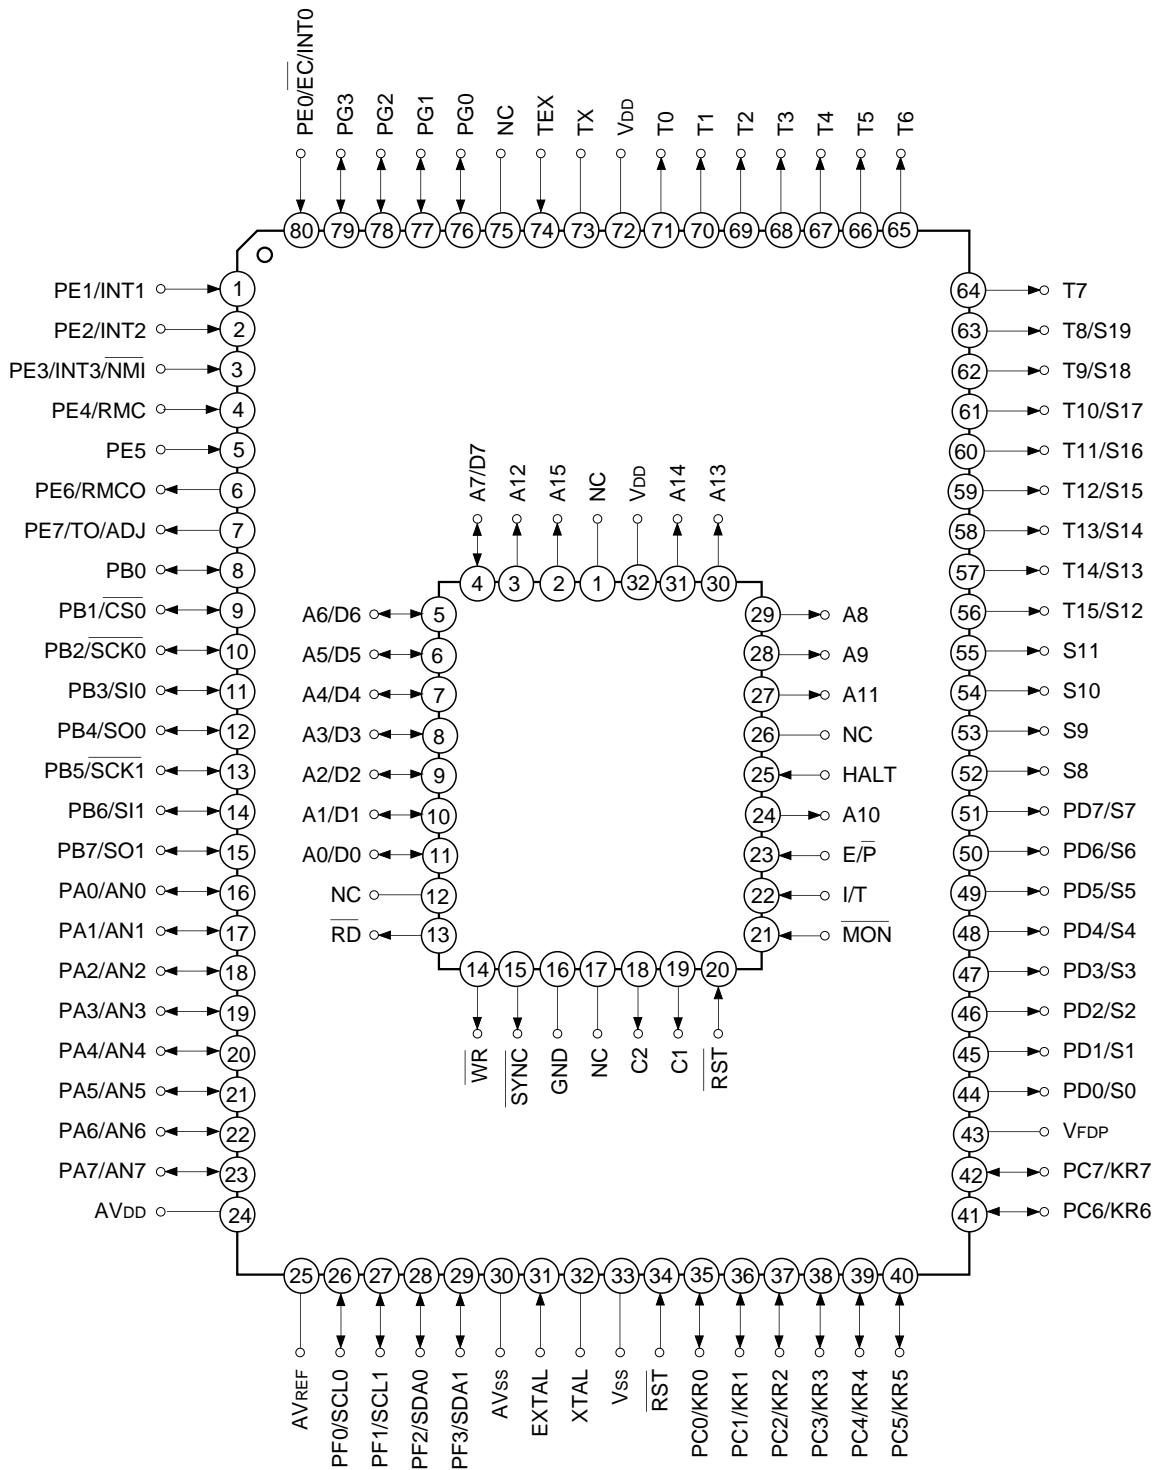 PE0/E̅C̅/INT0
PG3
PG2
PG1
PG0
NC
TEX
TX
VDD
T0
T1
T2
T3
T4
T5
T6
80 79 78 77 76 75 74 73 72 71 70 69 68 67 66 65
PE1/INT1 1
PE2/INT2 2
PE3/INT3/N̅M̅I̅ 3
PE4/RMC 4
PE5 5
PE6/RMCO 6
PE7/TO/ADJ 7
PB0 8
PB1/C̅S̅0̅ 9
PB2/S̅C̅K̅0̅ 10
PB3/SI0 11
PB4/SO0 12
PB5/S̅C̅K̅1̅ 13
PB6/SI1 14
PB7/SO1 15
PA0/AN0 16
PA1/AN1 17
PA2/AN2 18
PA3/AN3 19
PA4/AN4 20
PA5/AN5 21
PA6/AN6 22
PA7/AN7 23
AVDD 24
A7/D7
A12
A15
NC
VDD
A14
A13
4 3 2 1 32 31 30
A6/D6 5
A5/D5 6
A4/D4 7
A3/D3 8
A2/D2 9
A1/D1 10
A0/D0 11
NC 12
R̅D̅ 13
29 A8
28 A9
27 A11
26 NC
25 HALT
24 A10
23 E/P̅
22 I/T
21 M̅O̅N̅
14 15 16 17 18 19 20
W̅R̅
S̅Y̅N̅C̅
GND
NC
C2
C1
R̅S̅T̅
64 T7
63 T8/S19
62 T9/S18
61 T10/S17
60 T11/S16
59 T12/S15
58 T13/S14
57 T14/S13
56 T15/S12
55 S11
54 S10
53 S9
52 S8
51 PD7/S7
50 PD6/S6
49 PD5/S5
48 PD4/S4
47 PD3/S3
46 PD2/S2
45 PD1/S1
44 PD0/S0
43 VFDP
42 PC7/KR7
41 PC6/KR6
25 26 27 28 29 30 31 32 33 34 35 36 37 38 39 40
AVREF
PF0/SCL0
PF1/SCL1
PF2/SDA0
PF3/SDA1
AVSS
EXTAL
XTAL
VSS
R̅S̅T̅
PC0/KR0
PC1/KR1
PC2/KR2
PC3/KR3
PC4/KR4
PC5/KR5